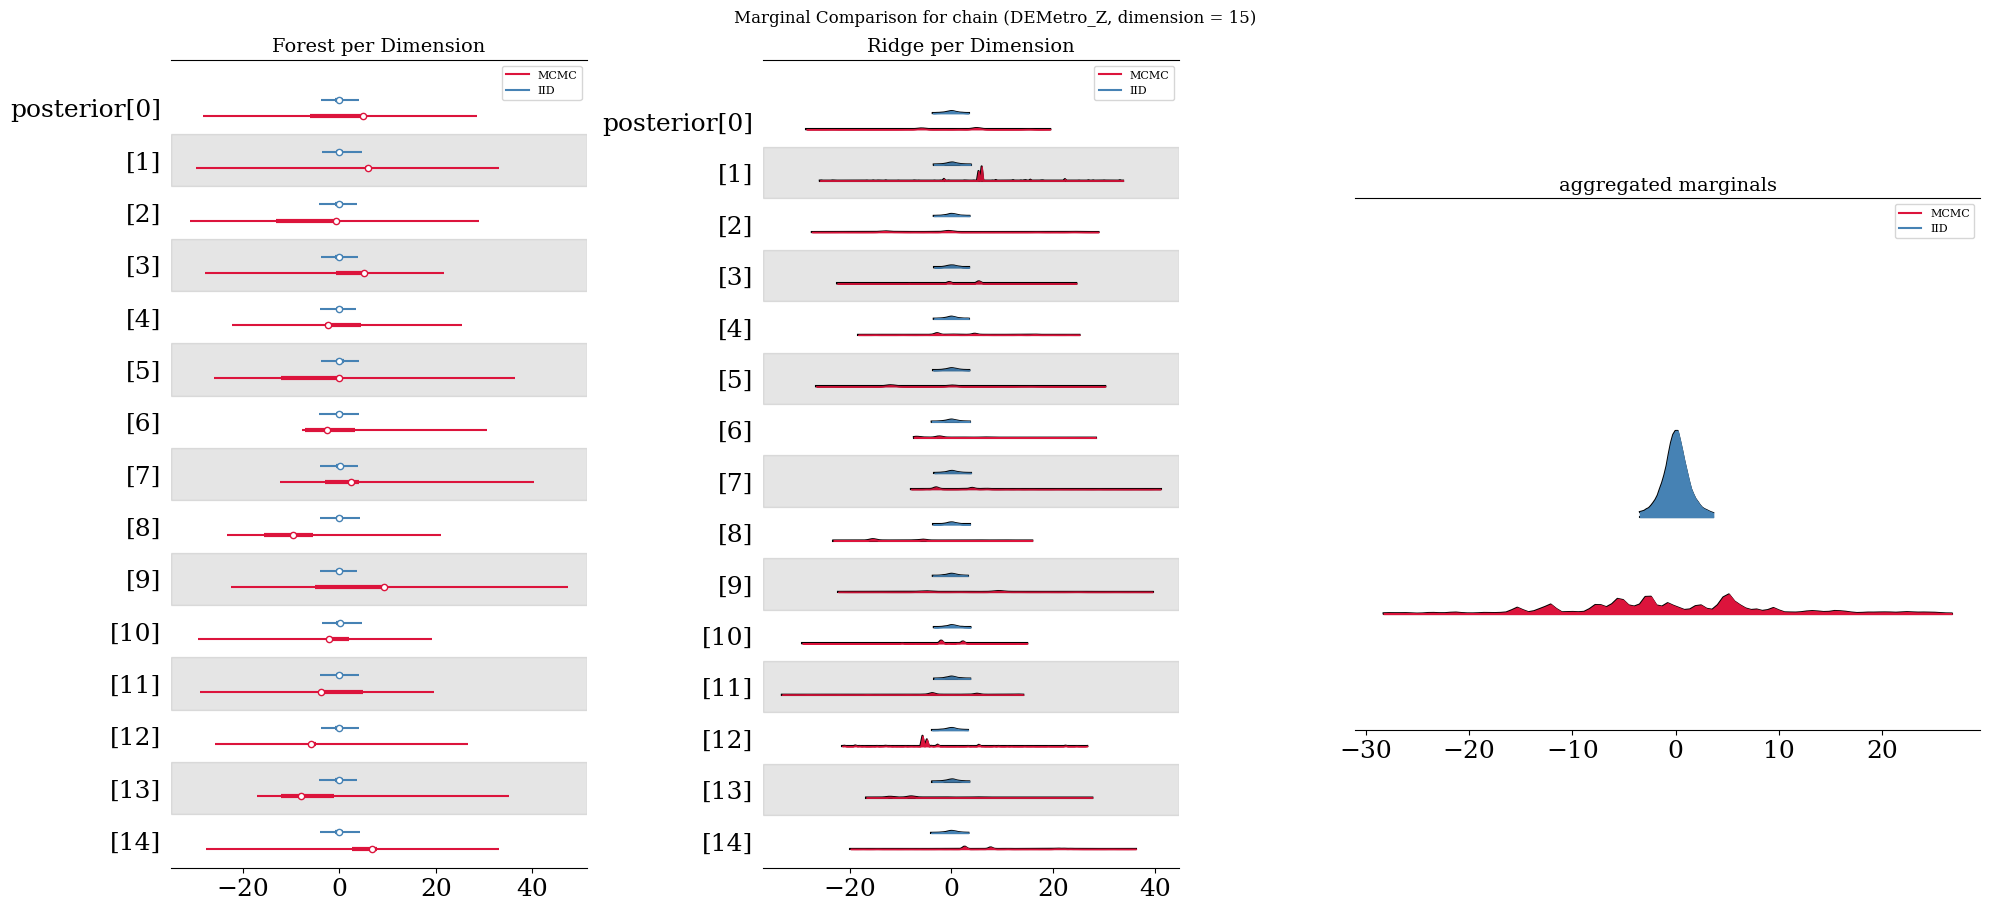 Marginal Comparison for chain (DEMetro_Z, dimension = 15)
Forest per Dimension
MCMC
IID
posterior[0]
[1]
[2]
[3]
[4]
[5]
[6]
[7]
[8]
[9]
[10]
[11]
[12]
[13]
[14]
−20 0 20 40
Ridge per Dimension
MCMC
IID
posterior[0]
[1]
[2]
[3]
[4]
[5]
[6]
[7]
[8]
[9]
[10]
[11]
[12]
[13]
[14]
−20 0 20 40
aggregated marginals
MCMC
IID
−30 −20 −10 0 10 20